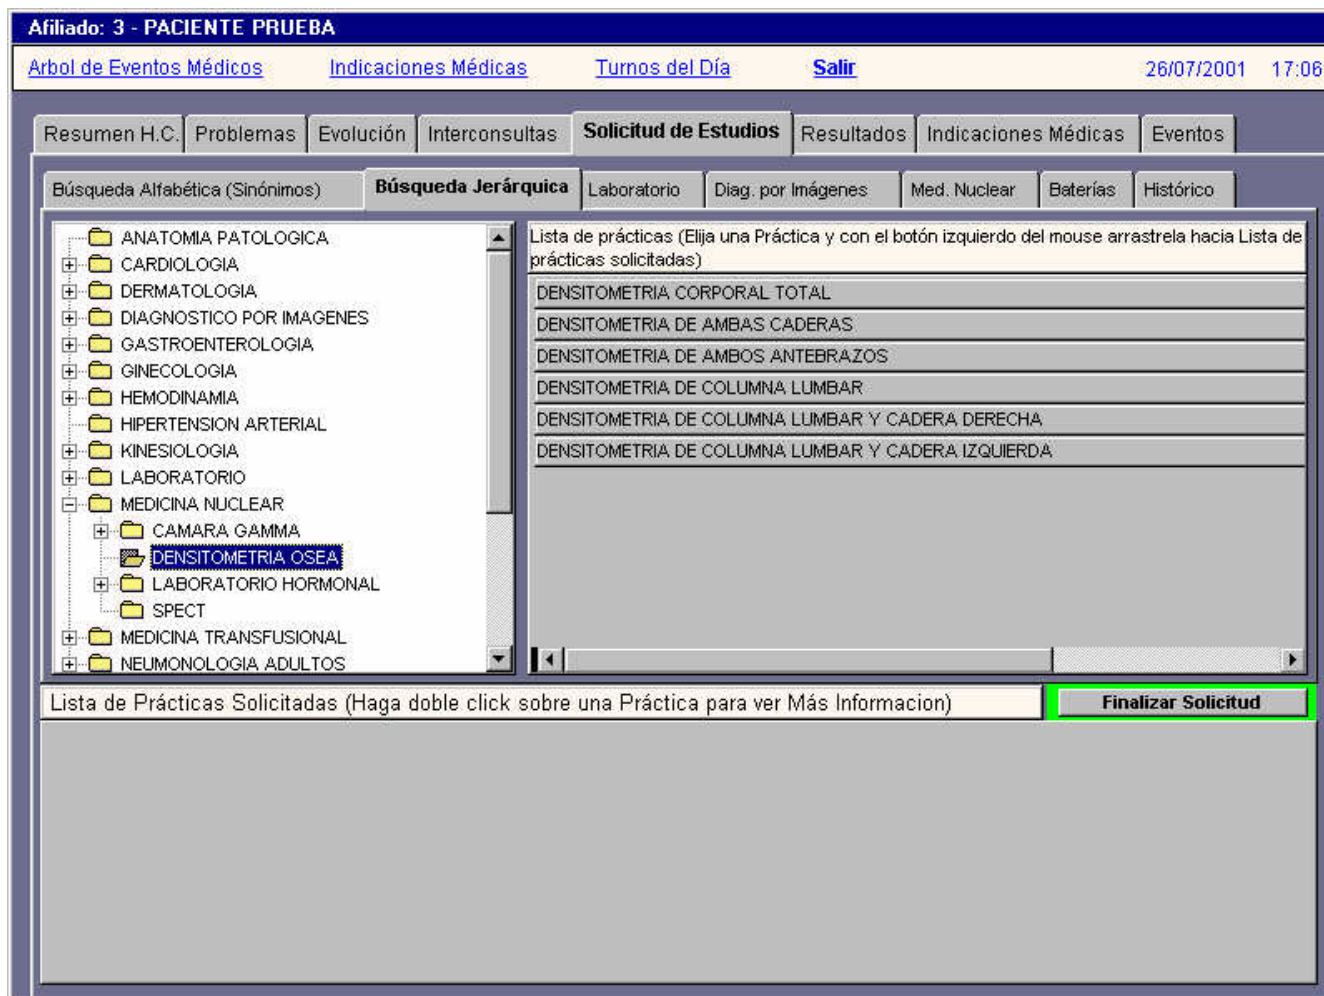 Afiliado: 3 - PACIENTE PRUEBA
Arbol de Eventos Médicos Indicaciones Médicas Turnos del Día Salir 26/07/2001 17:06
Resumen H.C. Problemas Evolución Interconsultas Solicitud de Estudios Resultados Indicaciones Médicas Eventos
Búsqueda Alfabética (Sinónimos) Búsqueda Jerárquica Laboratorio Diag. por Imágenes Med. Nuclear Baterías Histórico
ANATOMIA PATOLOGICA
CARDIOLOGIA
DERMATOLOGIA
DIAGNOSTICO POR IMAGENES
GASTROENTEROLOGIA
GINECOLOGIA
HEMODINAMIA
HIPERTENSION ARTERIAL
KINESIOLOGIA
LABORATORIO
MEDICINA NUCLEAR
CAMARA GAMMA
DENSITOMETRIA OSEA
LABORATORIO HORMONAL
SPECT
MEDICINA TRANSFUSIONAL
NEUMONOLOGIA ADULTOS
Lista de prácticas (Elija una Práctica y con el botón izquierdo del mouse arrastrela hacia Lista de
prácticas solicitadas)
DENSITOMETRIA CORPORAL TOTAL
DENSITOMETRIA DE AMBAS CADERAS
DENSITOMETRIA DE AMBOS ANTEBRAZOS
DENSITOMETRIA DE COLUMNA LUMBAR
DENSITOMETRIA DE COLUMNA LUMBAR Y CADERA DERECHA
DENSITOMETRIA DE COLUMNA LUMBAR Y CADERA IZQUIERDA
Lista de Prácticas Solicitadas (Haga doble click sobre una Práctica para ver Más Informacion)
Finalizar Solicitud